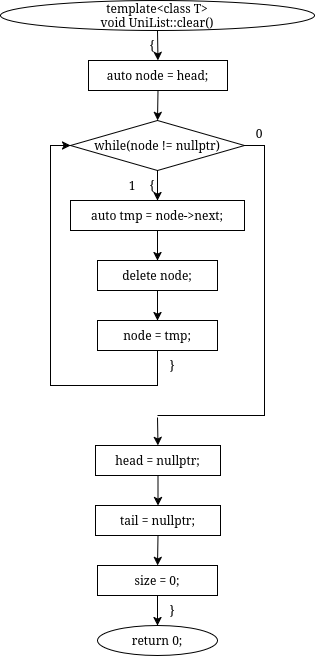 template<class T>
void UniList::clear()
{
auto node = head;
while(node != nullptr)
0
1
{
auto tmp = node->next;
delete node;
node = tmp;
}
head = nullptr;
tail = nullptr;
size = 0;
}
return 0;